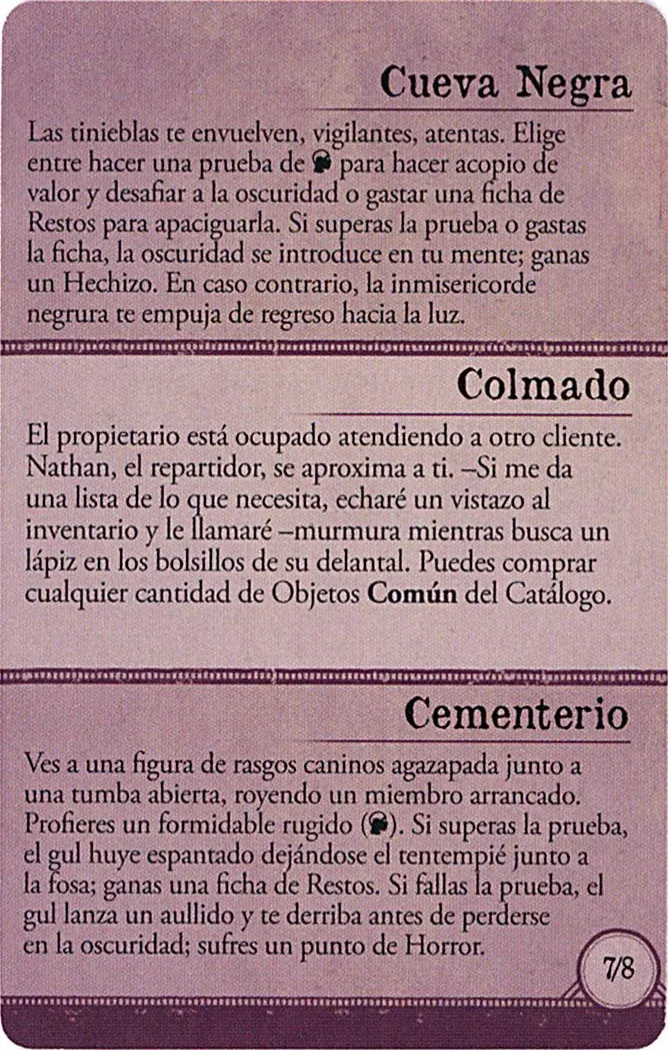 Cueva Negra
Las tinieblas te envuelven, vigilantes, atentas. Elige
entre hacer una prueba de para hacer acopio de
valor y desafiar a la oscuridad o gastar una ficha de
Restos para apaciguarla. Si superas la prueba o gastas
la ficha, la oscuridad se introduce en tu mente; ganas
un Hechizo. En caso contrario, la inmisericorde
negrura te empuja de regreso hacia la luz.
Colmado
El propietario está ocupado atendiendo a otro cliente.
Nathan, el repartidor, se aproxima a ti. –Si me da
una lista de lo que necesita, echaré un vistazo al
inventario y le llamaré –murmura mientras busca un
lápiz en los bolsillos de su delantal. Puedes comprar
cualquier cantidad de Objetos Común del Catálogo.
Cementerio
Ves a una figura de rasgos caninos agazapada junto a
una tumba abierta, royendo un miembro arrancado.
Profieres un formidable rugido (). Si superas la prueba,
el gul huye espantado dejándose el tentempié junto a
la fosa; ganas una ficha de Restos. Si fallas la prueba, el
gul lanza un aullido y te derriba antes de perderse
en la oscuridad; sufres un punto de Horror.
7/8